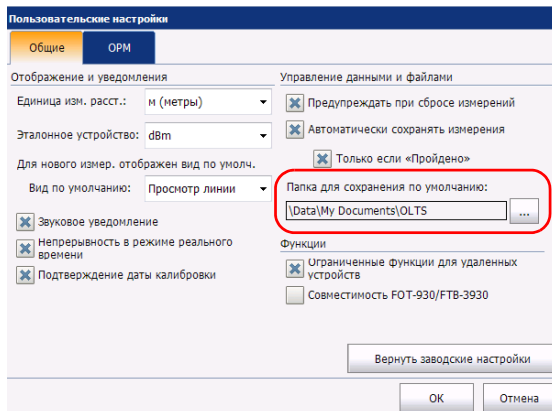 Пользовательские настройки
Общие
OPM
Отображение и уведомления
Единица изм. расст.:
м (метры)
Эталонное устройство:
dBm
Для нового измер. отображен вид по умолч.
Вид по умолчанию:
Просмотр линии
Звуковое уведомление
Непрерывность в режиме реального
времени
Подтверждение даты калибровки
Управление данными и файлами
Предупреждать при сбросе измерений
Автоматически сохранять измерения
Только если «Пройдено»
Папка для сохранения по умолчанию:
\Data\My Documents\OLTS
...
Функции
Ограниченные функции для удаленных
устройств
Совместимость FOT-930/FTB-3930
Вернуть заводские настройки
OK
Отмена